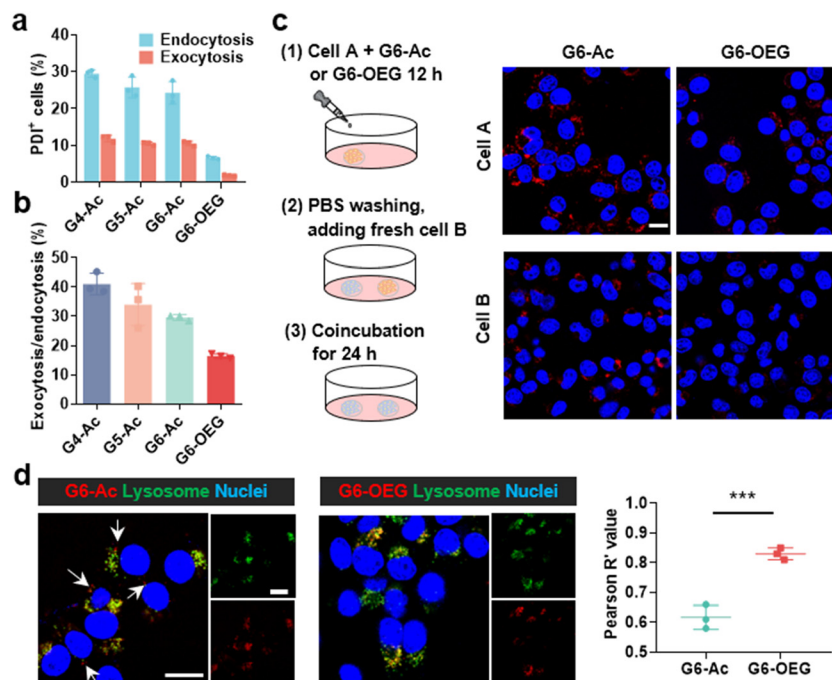 a
PDI⁺ cells (%)
40
30
20
10
0
Endocytosis
Exocytosis
G4-Ac
G5-Ac
G6-Ac
G6-OEG
b
Exocytosis/endocytosis (%)
50
40
30
20
10
0
G4-Ac
G5-Ac
G6-Ac
G6-OEG
c
(1) Cell A + G6-Ac
or G6-OEG 12 h
(2) PBS washing,
adding fresh cell B
(3) Coincubation
for 24 h
G6-Ac
G6-OEG
Cell A
Cell B
d
G6-Ac Lysosome Nuclei
G6-OEG Lysosome Nuclei
Pearson R' value
1.0
0.9
0.8
0.7
0.6
0.5
***
G6-Ac
G6-OEG